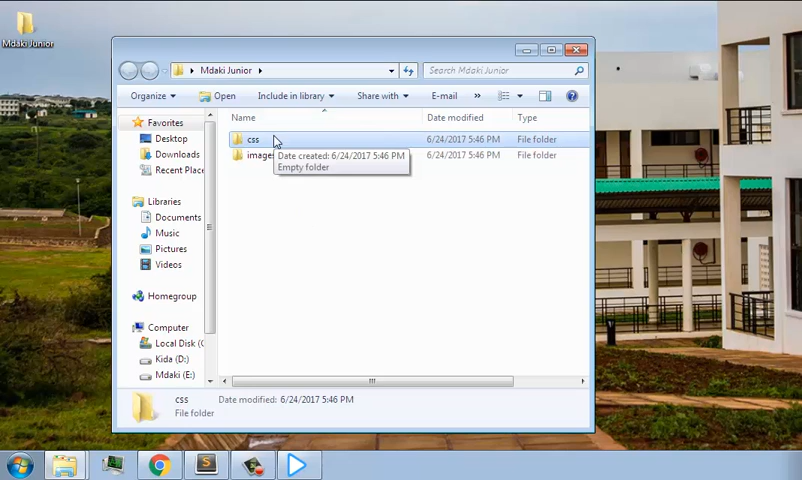 Mdaki Junior
Mdaki Junior
Search Mdaki Junior
Organize Open Include in library Share with E-mail »
Name Date modified Type
Favorites
Desktop
Downloads
Recent Place
Libraries
Documents
Music
Pictures
Videos
Homegroup
Computer
Local Disk (C
Kida (D:)
Mdaki (E:)
css 6/24/2017 5:46 PM File folder
images 6/24/2017 5:46 PM File folder
Date created: 6/24/2017 5:46 PM
Empty folder
css Date modified: 6/24/2017 5:46 PM
File folder